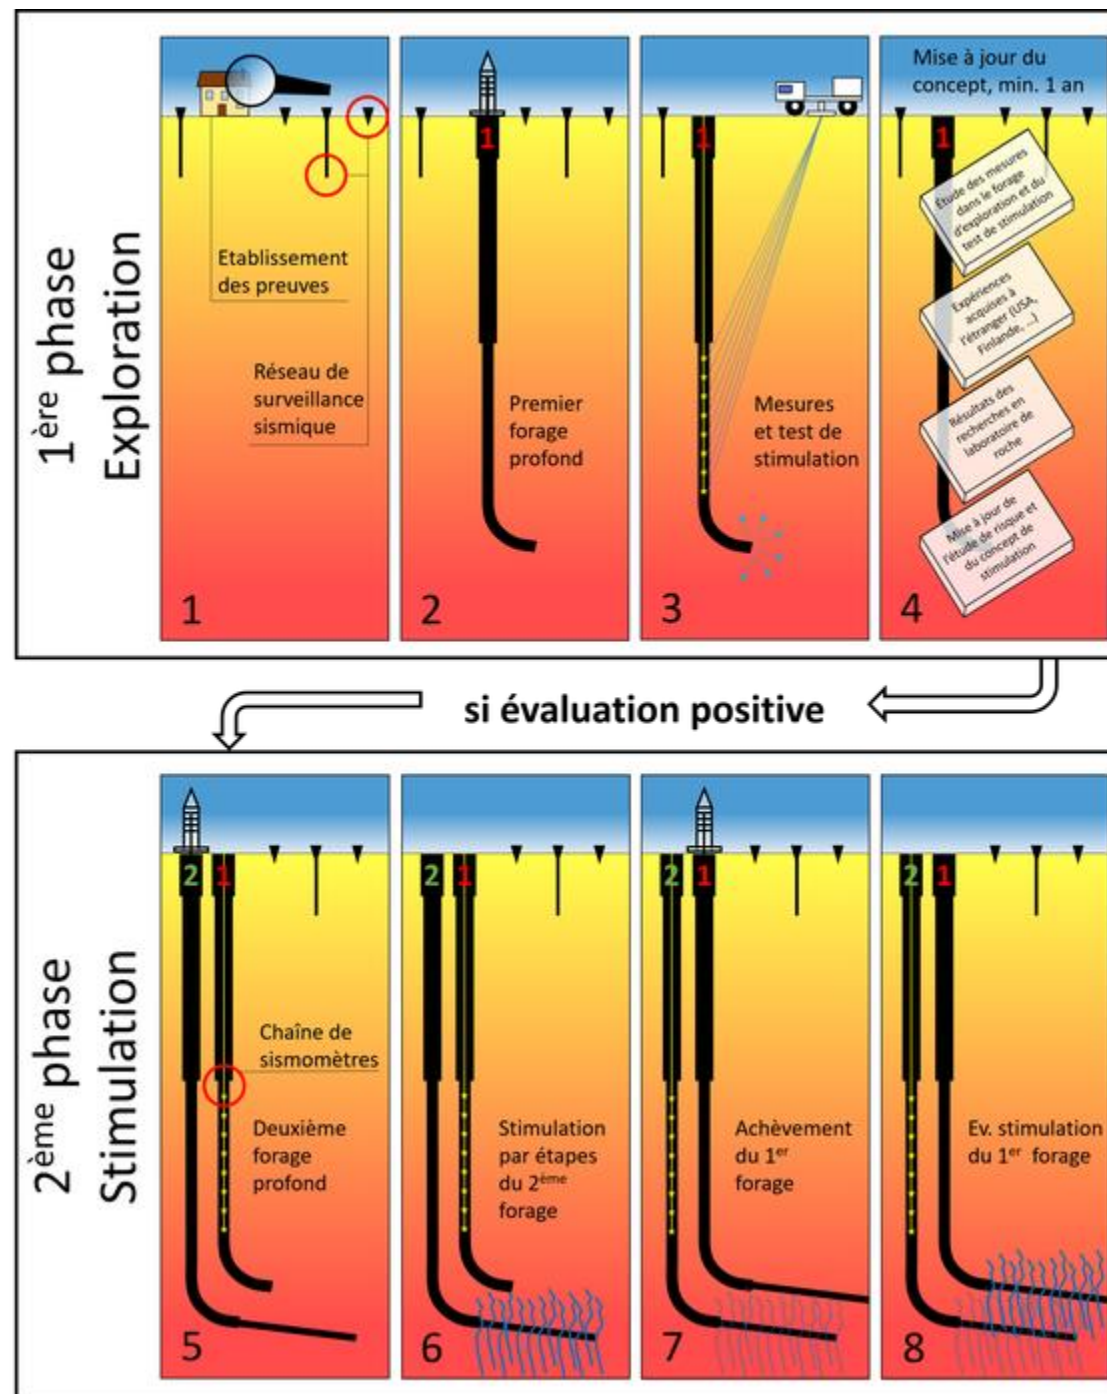 1ère phase
Exploration
Etablissement
des preuves
Réseau de
surveillance
sismique
1
1
Premier
forage
profond
2
1
Mesures
et test de
stimulation
3
Mise à jour du
concept, min. 1 an
1
Étude des mesures
dans le forage
d'exploration et du
test de stimulation
Expériences
acquises à
l'étranger (USA,
Finlande, ...)
Résultats des
recherches en
laboratoire de
roche
Mise à jour de
l'étude de risque et
du concept de
stimulation
4
si évaluation positive
2ème phase
Stimulation
2 1
Chaîne de
sismomètres
Deuxième
forage
profond
5
2 1
Stimulation
par étapes
du 2ème
forage
6
2 1
Achèvement
du 1er
forage
7
2 1
Ev. stimulation
du 1er forage
8